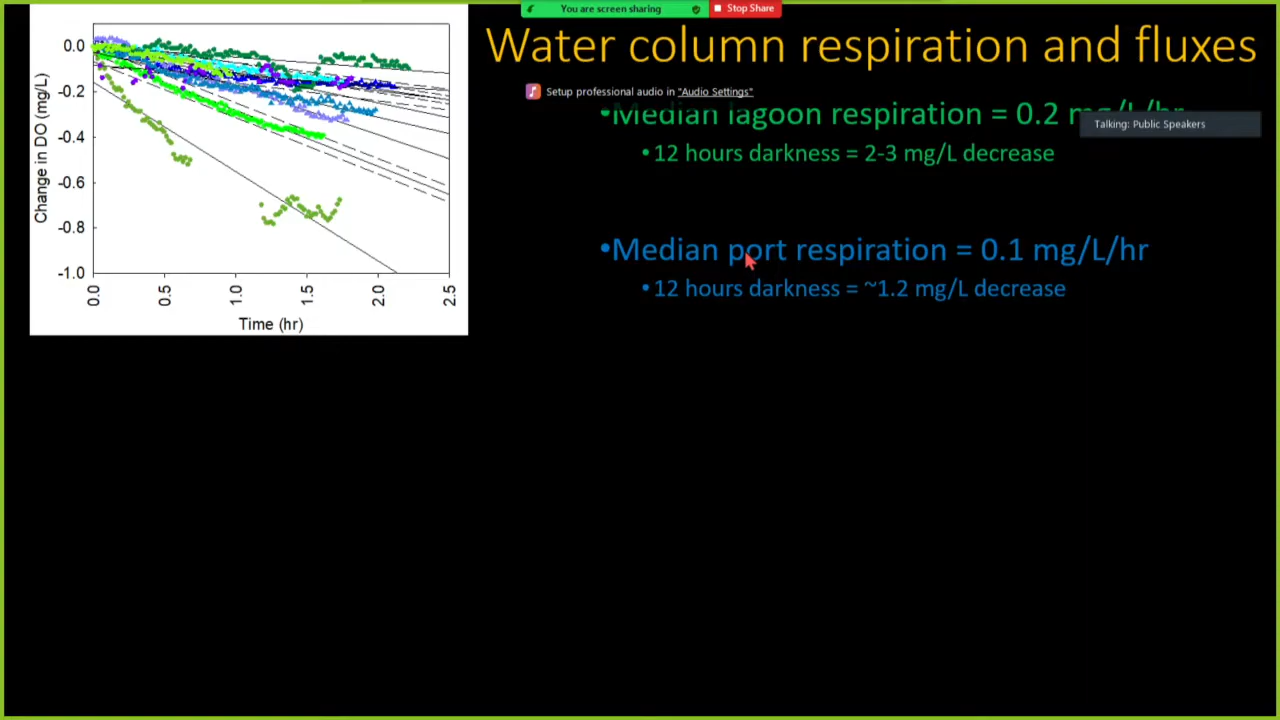 You are screen sharing
Stop Share
Water column respiration and fluxes
Setup professional audio in "Audio Settings"
•Median lagoon respiration = 0.2 mg/L/hr
Talking: Public Speakers
•12 hours darkness = 2-3 mg/L decrease
•Median port respiration = 0.1 mg/L/hr
•12 hours darkness = ~1.2 mg/L decrease
Change in DO (mg/L)
0.0
-0.2
-0.4
-0.6
-0.8
-1.0
0.0 0.5 1.0 1.5 2.0 2.5
Time (hr)